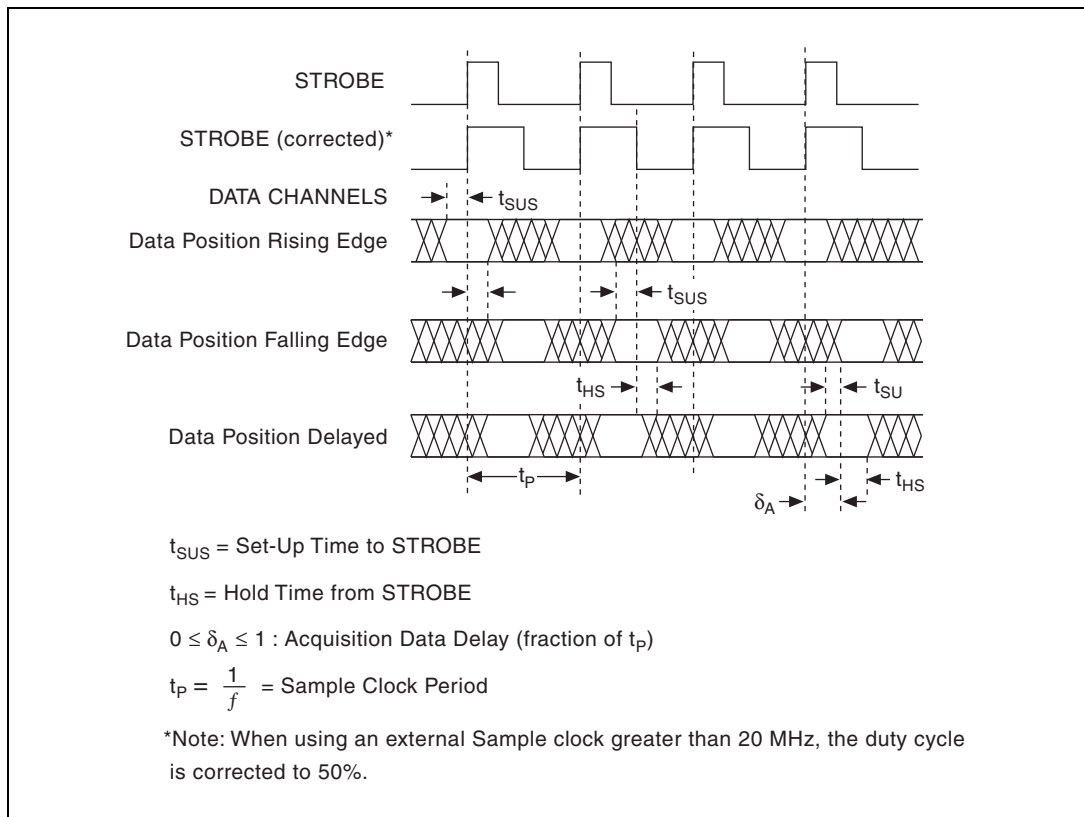 STROBE
STROBE (corrected)*
DATA CHANNELS
tSUS
Data Position Rising Edge
tSUS
Data Position Falling Edge
tHS
tSU
Data Position Delayed
tP
tHS
δA
tSUS = Set-Up Time to STROBE
tHS = Hold Time from STROBE
0 ≤ δA ≤ 1 : Acquisition Data Delay (fraction of tP)
tP = 1/f = Sample Clock Period
*Note: When using an external Sample clock greater than 20 MHz, the duty cycle
is corrected to 50%.